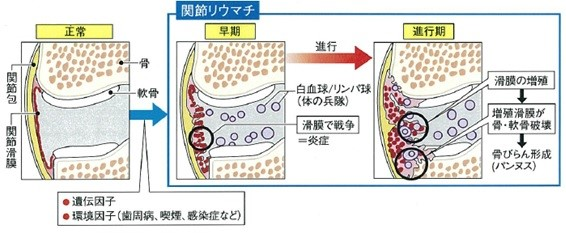 関節リウマチ
正常
早期
進行
進行期
骨
軟骨
関節包
関節滑膜
白血球/リンパ球
(体の兵隊)
滑膜で戦争
=炎症
滑膜の増殖
増殖滑膜が
骨・軟骨破壊
骨びらん形成
(パンヌス)
●遺伝因子
●環境因子(歯周病、喫煙、感染症など)